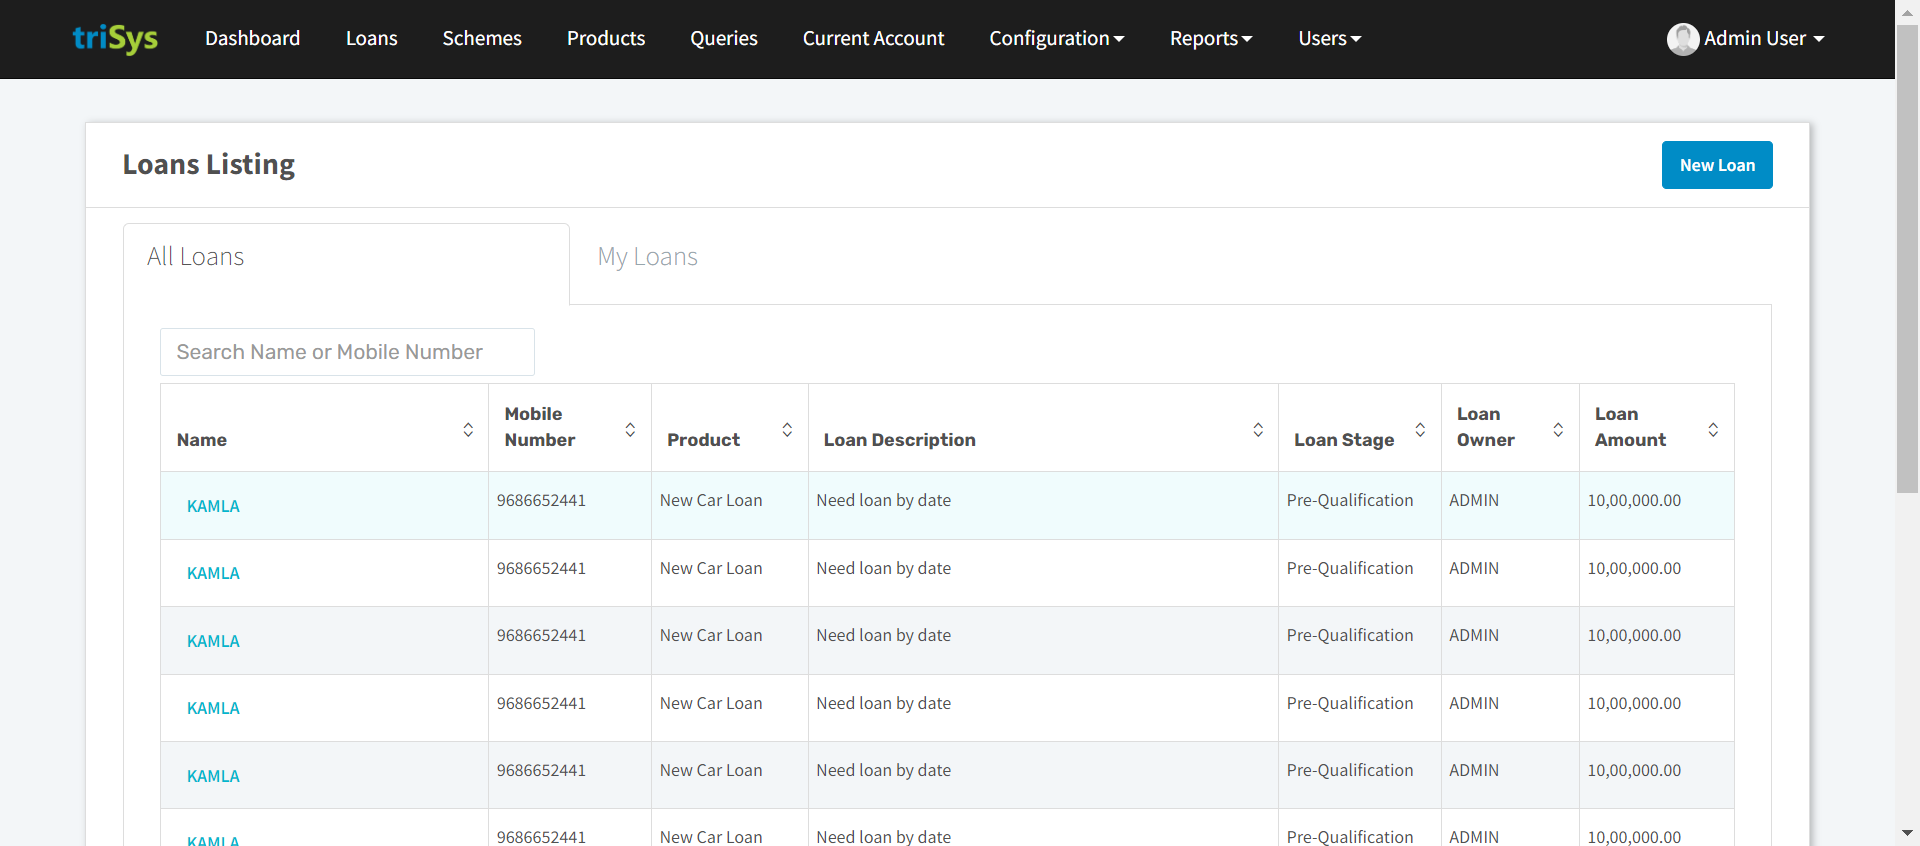 triSys Dashboard Loans Schemes Products Queries Current Account Configuration Reports Users Admin User
Loans Listing New Loan
All Loans My Loans
Search Name or Mobile Number
Name Mobile Number Product Loan Description Loan Stage Loan Owner Loan Amount
KAMLA 9686652441 New Car Loan Need loan by date Pre-Qualification ADMIN 10,00,000.00
KAMLA 9686652441 New Car Loan Need loan by date Pre-Qualification ADMIN 10,00,000.00
KAMLA 9686652441 New Car Loan Need loan by date Pre-Qualification ADMIN 10,00,000.00
KAMLA 9686652441 New Car Loan Need loan by date Pre-Qualification ADMIN 10,00,000.00
KAMLA 9686652441 New Car Loan Need loan by date Pre-Qualification ADMIN 10,00,000.00
KAMLA 9686652441 New Car Loan Need loan by date Pre-Qualification ADMIN 10,00,000.00